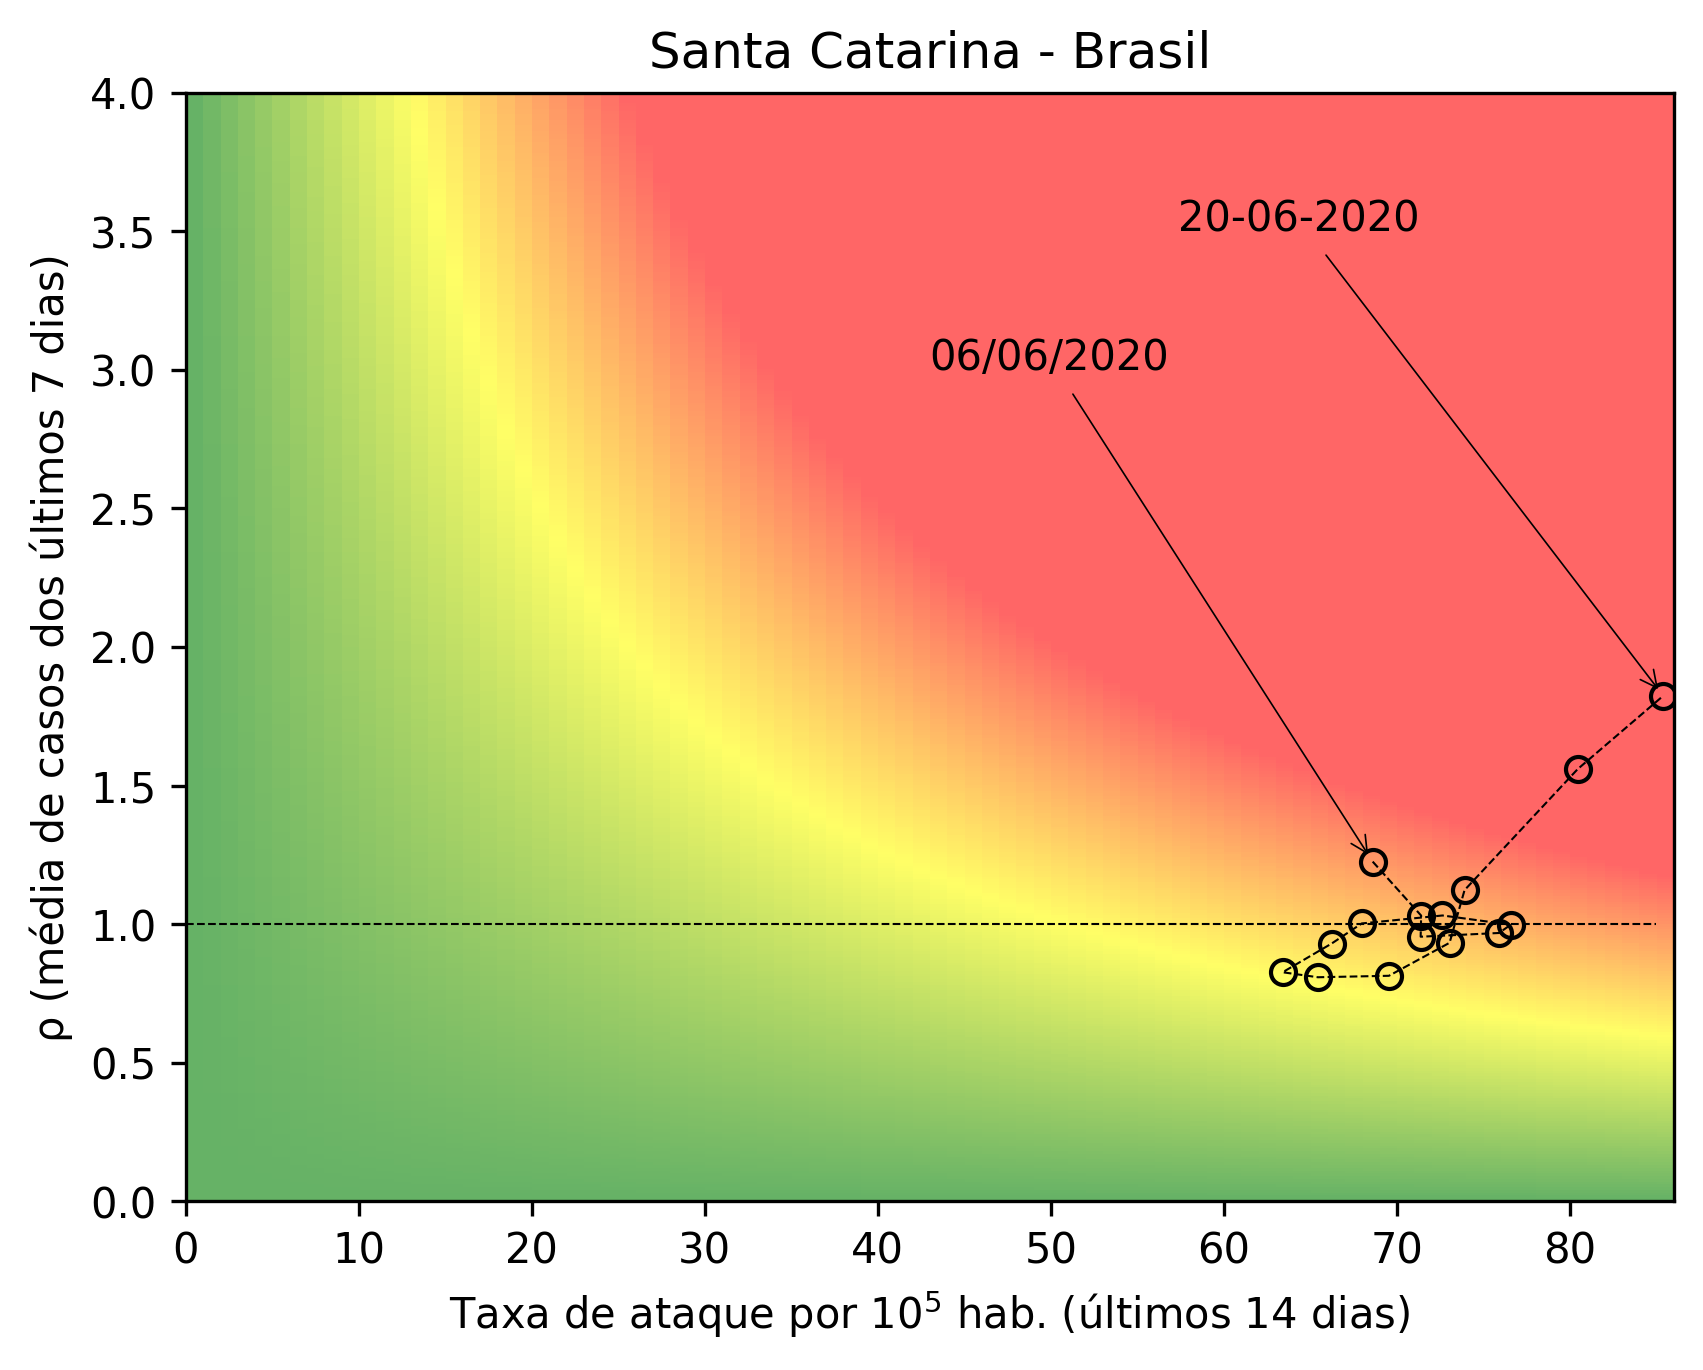 Santa Catarina - Brasil
ρ (média de casos dos últimos 7 dias)
4.0
3.5
3.0
2.5
2.0
1.5
1.0
0.5
0.0
20-06-2020
06/06/2020
0 10 20 30 40 50 60 70 80
Taxa de ataque por 10⁵ hab. (últimos 14 dias)